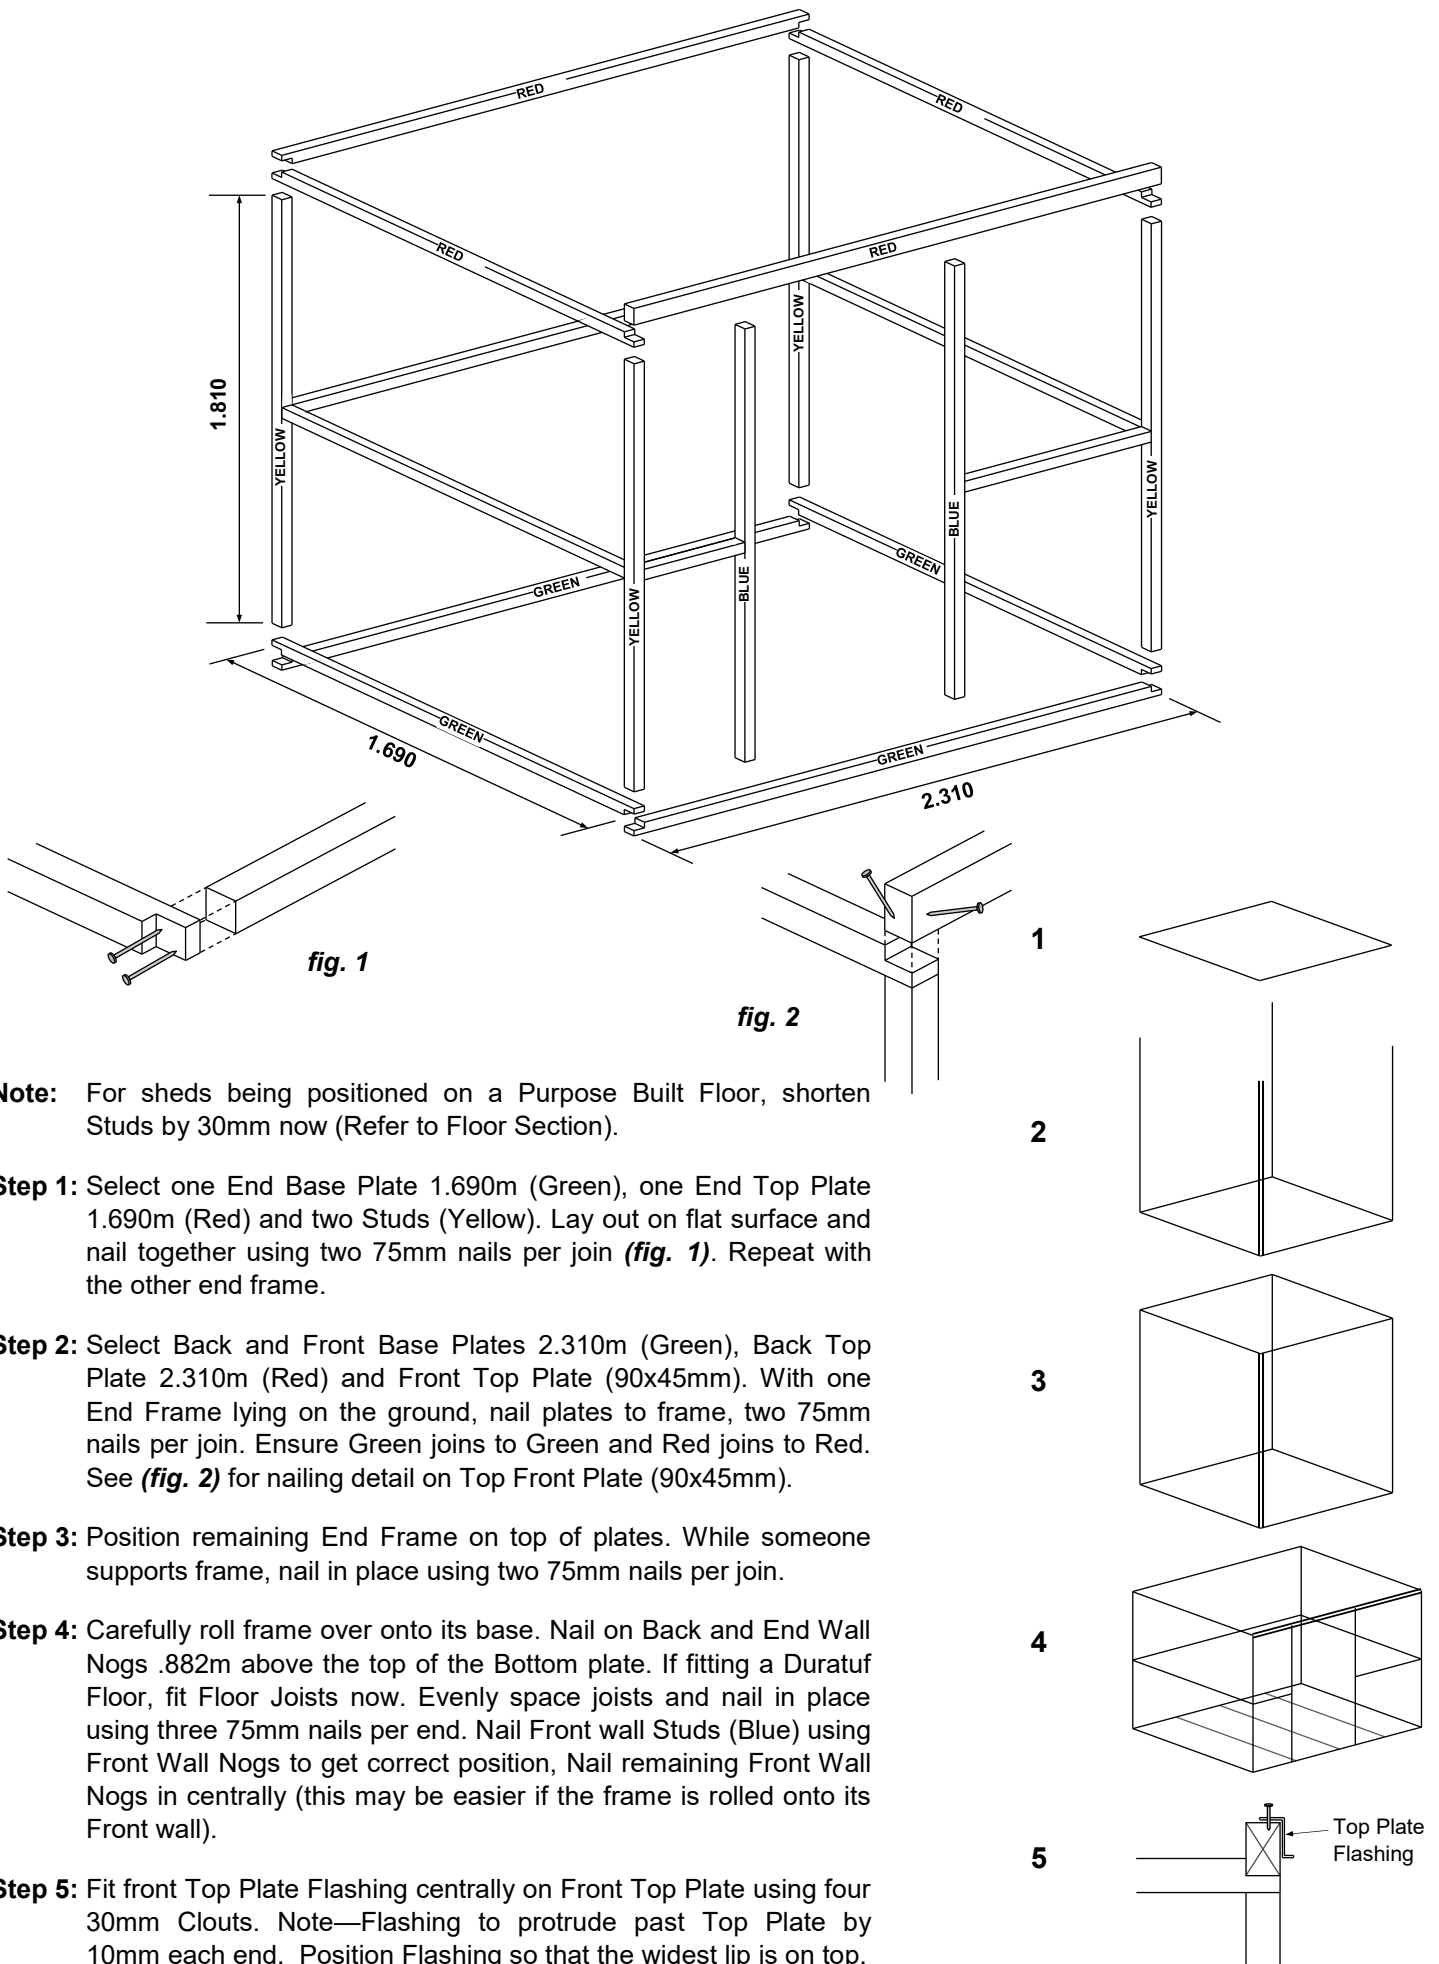 RED
RED
RED
RED
YELLOW
1.810
YELLOW
YELLOW
BLUE
GREEN
GREEN
BLUE
YELLOW
GREEN
1.690
GREEN
2.310
fig. 1
fig. 2
1
2
3
4
5
Top Plate
Flashing
Note: For sheds being positioned on a Purpose Built Floor, shorten
Studs by 30mm now (Refer to Floor Section).
Step 1: Select one End Base Plate 1.690m (Green), one End Top Plate
1.690m (Red) and two Studs (Yellow). Lay out on flat surface and
nail together using two 75mm nails per join (fig. 1). Repeat with
the other end frame.
Step 2: Select Back and Front Base Plates 2.310m (Green), Back Top
Plate 2.310m (Red) and Front Top Plate (90x45mm). With one
End Frame lying on the ground, nail plates to frame, two 75mm
nails per join. Ensure Green joins to Green and Red joins to Red.
See (fig. 2) for nailing detail on Top Front Plate (90x45mm).
Step 3: Position remaining End Frame on top of plates. While someone
supports frame, nail in place using two 75mm nails per join.
Step 4: Carefully roll frame over onto its base. Nail on Back and End Wall
Nogs .882m above the top of the Bottom plate. If fitting a Duratuf
Floor, fit Floor Joists now. Evenly space joists and nail in place
using three 75mm nails per end. Nail Front wall Studs (Blue) using
Front Wall Nogs to get correct position, Nail remaining Front Wall
Nogs in centrally (this may be easier if the frame is rolled onto its
Front wall).
Step 5: Fit front Top Plate Flashing centrally on Front Top Plate using four
30mm Clouts. Note—Flashing to protrude past Top Plate by
10mm each end. Position Flashing so that the widest lip is on top.